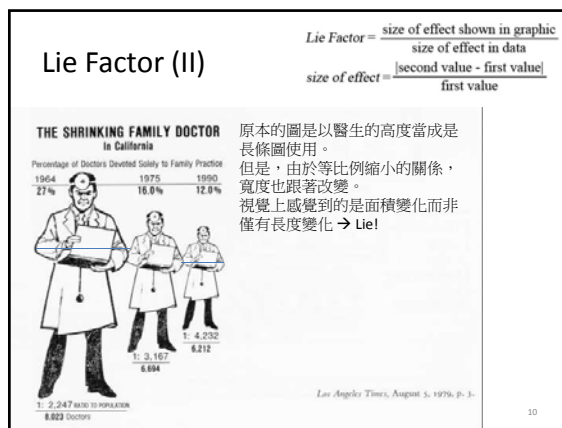 Lie Factor (II)
Lie Factor = size of effect shown in graphic
size of effect in data
size of effect = |second value - first value|
first value
THE SHRINKING FAMILY DOCTOR
In California
Percentage of Doctors Devoted Solely to Family Practice
1964 1975 1990
27% 16.0% 12.0%
1: 4,232
6,212
1: 3,167
6,694
1: 2,247 RATIO TO POPULATION
8,023 Doctors
原本的圖是以醫生的高度當成是
長條圖使用。
但是，由於等比例縮小的關係，
寬度也跟著改變。
視覺上感覺到的是面積變化而非
僅有長度變化 → Lie!
Los Angeles Times, August 5, 1979, p. 3.
10